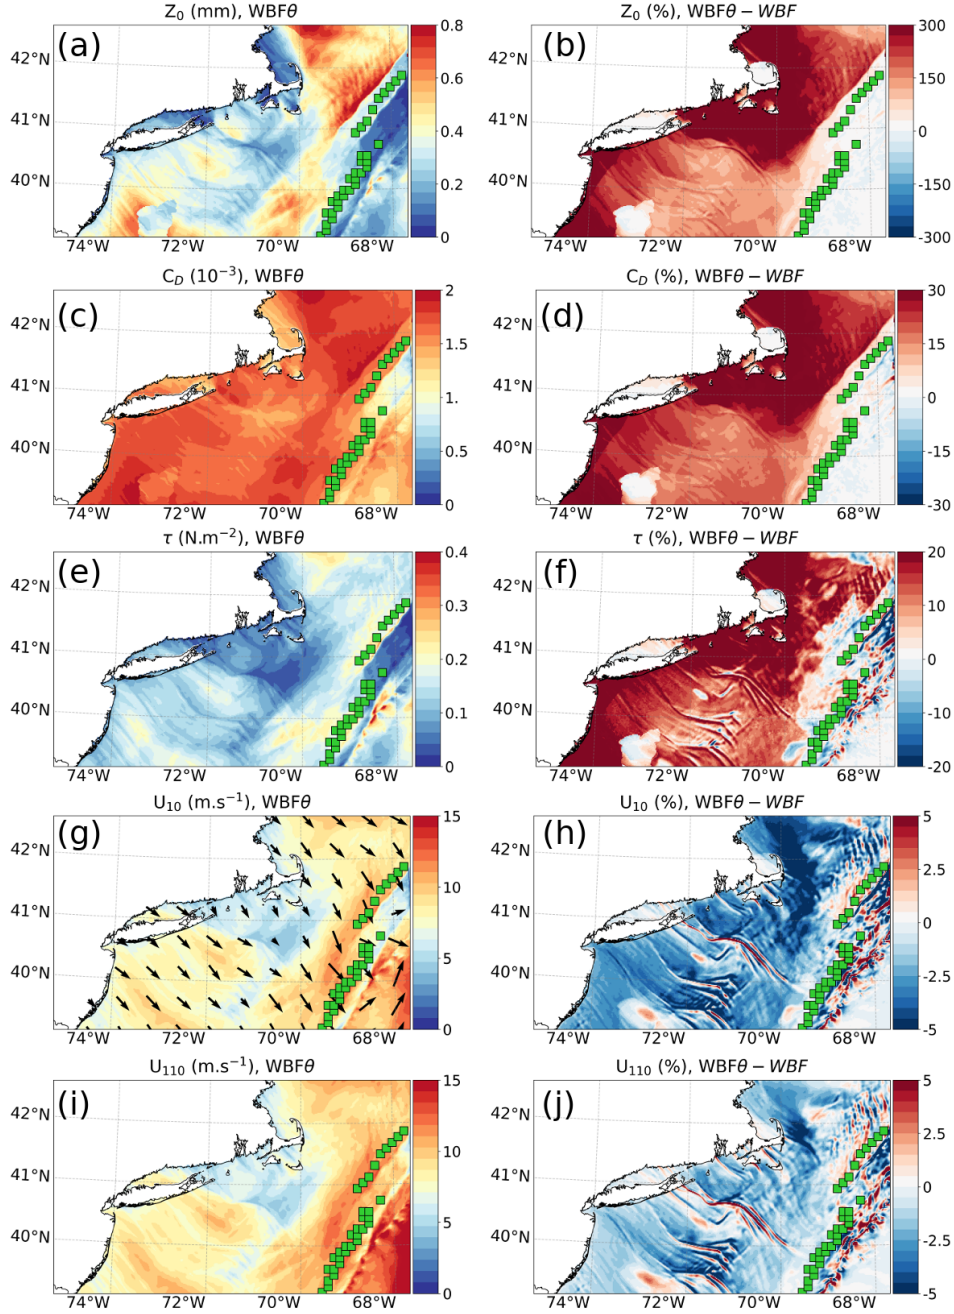 Z0 (mm), WBFθ
(a)
42°N
41°N
40°N
74°W 72°W 70°W 68°W
0.8
0.6
0.4
0.2
0
Z0 (%), WBFθ − WBF
(b)
42°N
41°N
40°N
74°W 72°W 70°W 68°W
300
150
0
-150
-300
CD (10−3), WBFθ
(c)
42°N
41°N
40°N
74°W 72°W 70°W 68°W
2
1.5
1
0.5
0
CD (%), WBFθ − WBF
(d)
42°N
41°N
40°N
74°W 72°W 70°W 68°W
30
15
0
-15
-30
τ (N.m−2), WBFθ
(e)
42°N
41°N
40°N
74°W 72°W 70°W 68°W
0.4
0.3
0.2
0.1
0
τ (%), WBFθ − WBF
(f)
42°N
41°N
40°N
74°W 72°W 70°W 68°W
20
10
0
-10
-20
U10 (m.s−1), WBFθ
(g)
42°N
41°N
40°N
74°W 72°W 70°W 68°W
15
10
5
0
U10 (%), WBFθ − WBF
(h)
42°N
41°N
40°N
74°W 72°W 70°W 68°W
5
2.5
0
-2.5
-5
U110 (m.s−1), WBFθ
(i)
42°N
41°N
40°N
74°W 72°W 70°W 68°W
15
10
5
0
U110 (%), WBFθ − WBF
(j)
42°N
41°N
40°N
74°W 72°W 70°W 68°W
5
2.5
0
-2.5
-5